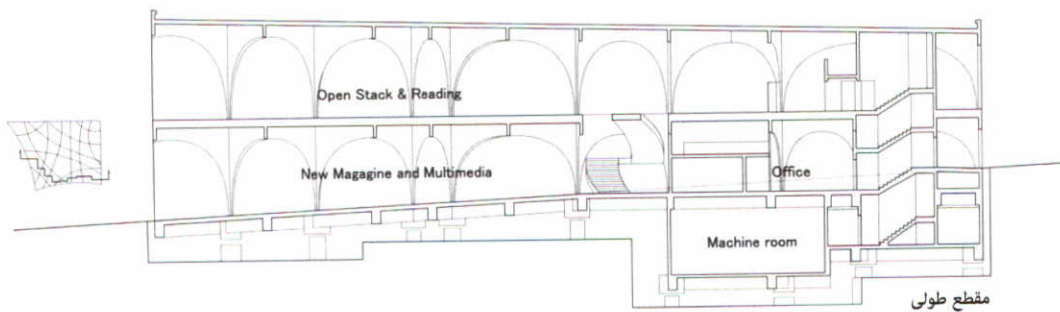 Open Stack & Reading
New Magagine and Multimedia
Office
Machine room
مقطع طولی